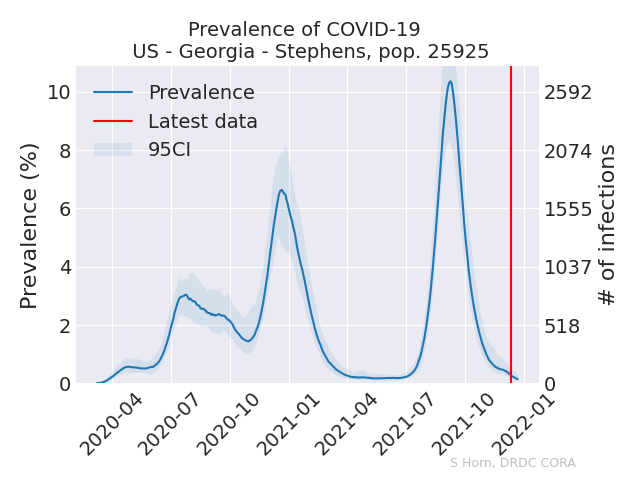 Prevalence of COVID-19
US - Georgia - Stephens, pop. 25925
Prevalence
Latest data
95CI
Prevalence (%)
10
8
6
4
2
0
2592
2074
1555
1037
518
0
# of infections
2020-04
2020-07
2020-10
2021-01
2021-04
2021-07
2021-10
2022-01
S Horn, DRDC CORA